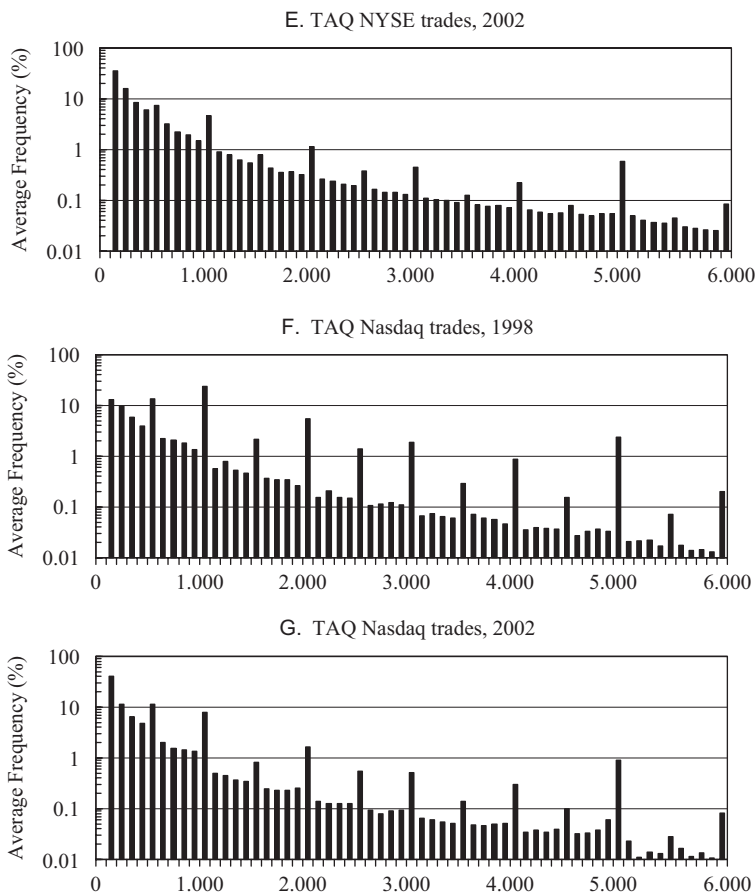 E. TAQ NYSE trades, 2002
Average Frequency (%)
100
10
1
0.1
0.01
0 1.000 2.000 3.000 4.000 5.000 6.000
F. TAQ Nasdaq trades, 1998
Average Frequency (%)
100
10
1
0.1
0.01
0 1.000 2.000 3.000 4.000 5.000 6.000
G. TAQ Nasdaq trades, 2002
Average Frequency (%)
100
10
1
0.1
0.01
0 1.000 2.000 3.000 4.000 5.000 6.000